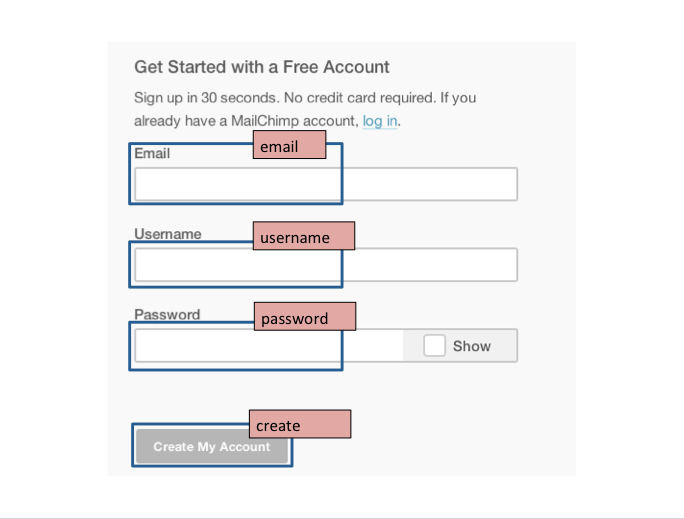 Get Started with a Free Account
Sign up in 30 seconds. No credit card required. If you
already have a MailChimp account, log in.
email
Email
username
Username
password
Password
Show
create
Create My Account